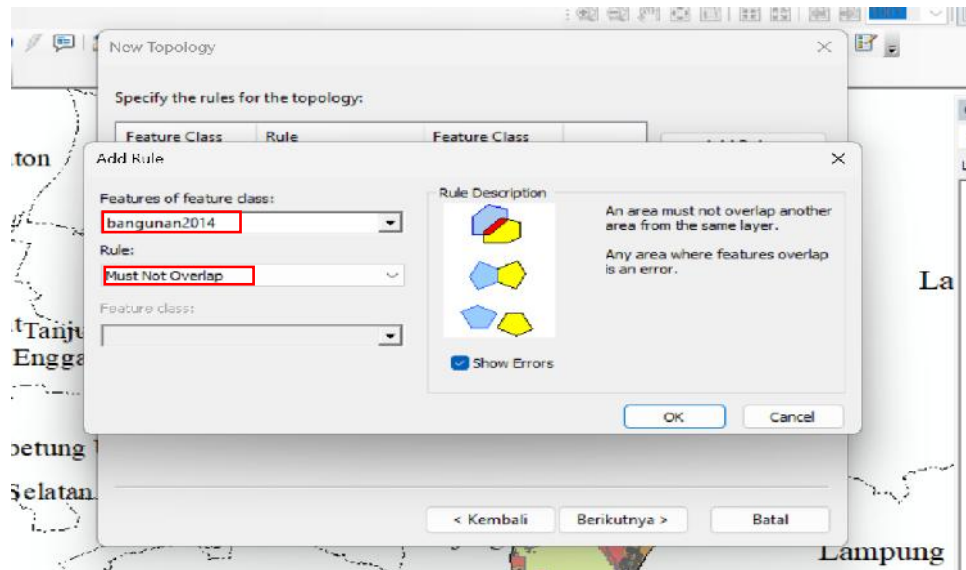 New Topology
Specify the rules for the topology:
Feature Class Rule Feature Class
Add Rule
Features of feature class:
bangunan2014
Rule:
Must Not Overlap
Feature class:
Rule Description
An area must not overlap another
area from the same layer.
Any area where features overlap
is an error.
Show Errors
OK Cancel
< Kembali Berikutnya > Batal
ton
La
Tanju
Engga
betung
Selatan
Lampung